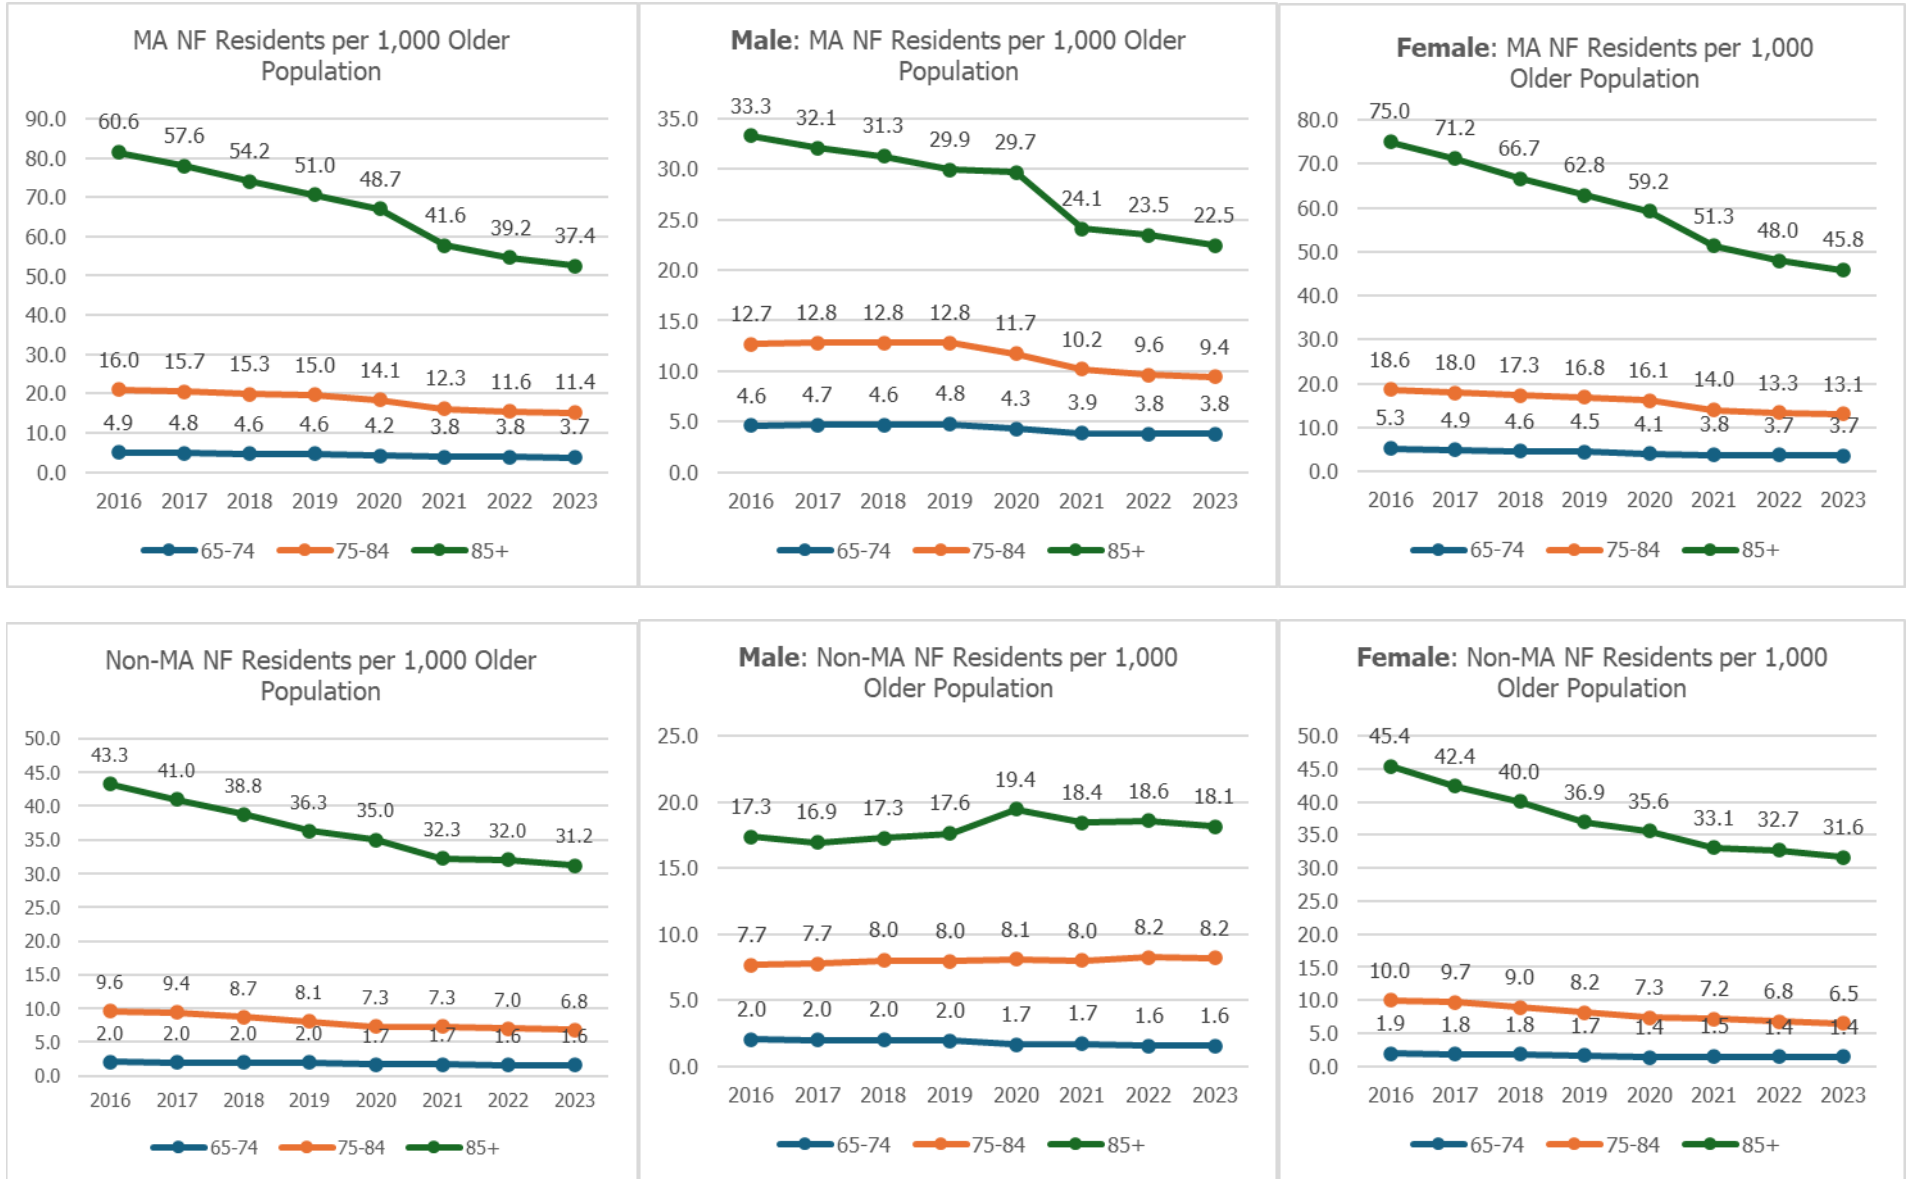 MA NF Residents per 1,000 Older
Population
90.0
80.0
70.0
60.0
50.0
40.0
30.0
20.0
10.0
0.0
60.6 57.6 54.2 51.0 48.7 41.6 39.2 37.4
16.0 15.7 15.3 15.0 14.1 12.3 11.6 11.4
4.9 4.8 4.6 4.6 4.2 3.8 3.8 3.7
2016 2017 2018 2019 2020 2021 2022 2023
65-74 75-84 85+
Male: MA NF Residents per 1,000 Older
Population
35.0
30.0
25.0
20.0
15.0
10.0
5.0
0.0
33.3 32.1 31.3 29.9 29.7 24.1 23.5 22.5
12.7 12.8 12.8 12.8 11.7 10.2 9.6 9.4
4.6 4.7 4.6 4.8 4.3 3.9 3.8 3.8
2016 2017 2018 2019 2020 2021 2022 2023
65-74 75-84 85+
Female: MA NF Residents per 1,000
Older Population
80.0
70.0
60.0
50.0
40.0
30.0
20.0
10.0
0.0
75.0 71.2 66.7 62.8 59.2 51.3 48.0 45.8
18.6 18.0 17.3 16.8 16.1 14.0 13.3 13.1
5.3 4.9 4.6 4.5 4.1 3.8 3.7 3.7
2016 2017 2018 2019 2020 2021 2022 2023
65-74 75-84 85+
Non-MA NF Residents per 1,000 Older
Population
50.0
45.0
40.0
35.0
30.0
25.0
20.0
15.0
10.0
5.0
0.0
43.3 41.0 38.8 36.3 35.0 32.3 32.0 31.2
9.6 9.4 8.7 8.1 7.3 7.3 7.0 6.8
2.0 2.0 2.0 2.0 1.7 1.7 1.6 1.6
2016 2017 2018 2019 2020 2021 2022 2023
65-74 75-84 85+
Male: Non-MA NF Residents per 1,000
Older Population
25.0
20.0
15.0
10.0
5.0
0.0
17.3 16.9 17.3 17.6 19.4 18.4 18.6 18.1
7.7 7.7 8.0 8.0 8.1 8.0 8.2 8.2
2.0 2.0 2.0 2.0 1.7 1.7 1.6 1.6
2016 2017 2018 2019 2020 2021 2022 2023
65-74 75-84 85+
Female: Non-MA NF Residents per 1,000
Older Population
50.0
45.0
40.0
35.0
30.0
25.0
20.0
15.0
10.0
5.0
0.0
45.4 42.4 40.0 36.9 35.6 33.1 32.7 31.6
10.0 9.7 9.0 8.2 7.3 7.2 6.8 6.5
1.9 1.8 1.8 1.7 1.4 1.5 1.4 1.4
2016 2017 2018 2019 2020 2021 2022 2023
65-74 75-84 85+